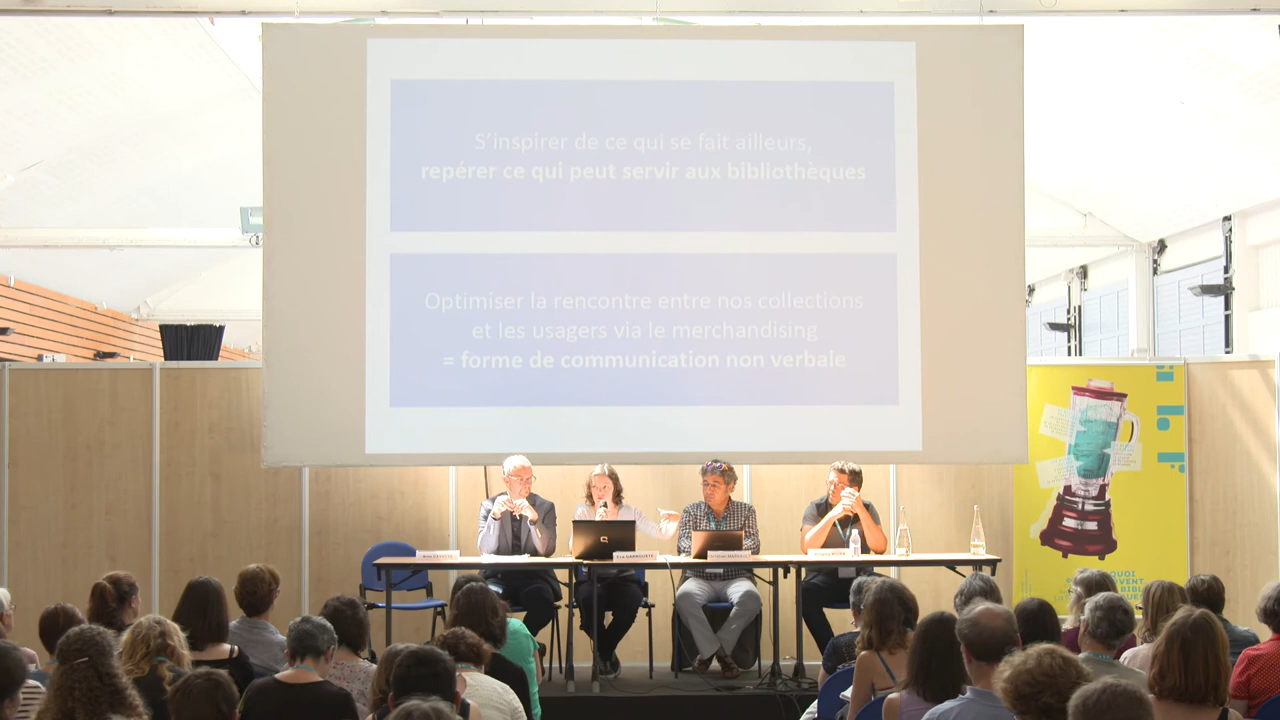 S'inspirer de ce qui se fait ailleurs,
repérer ce qui peut servir aux bibliothèques
Optimiser la rencontre entre nos collections
et les usagers via le merchandising
= forme de communication non verbale